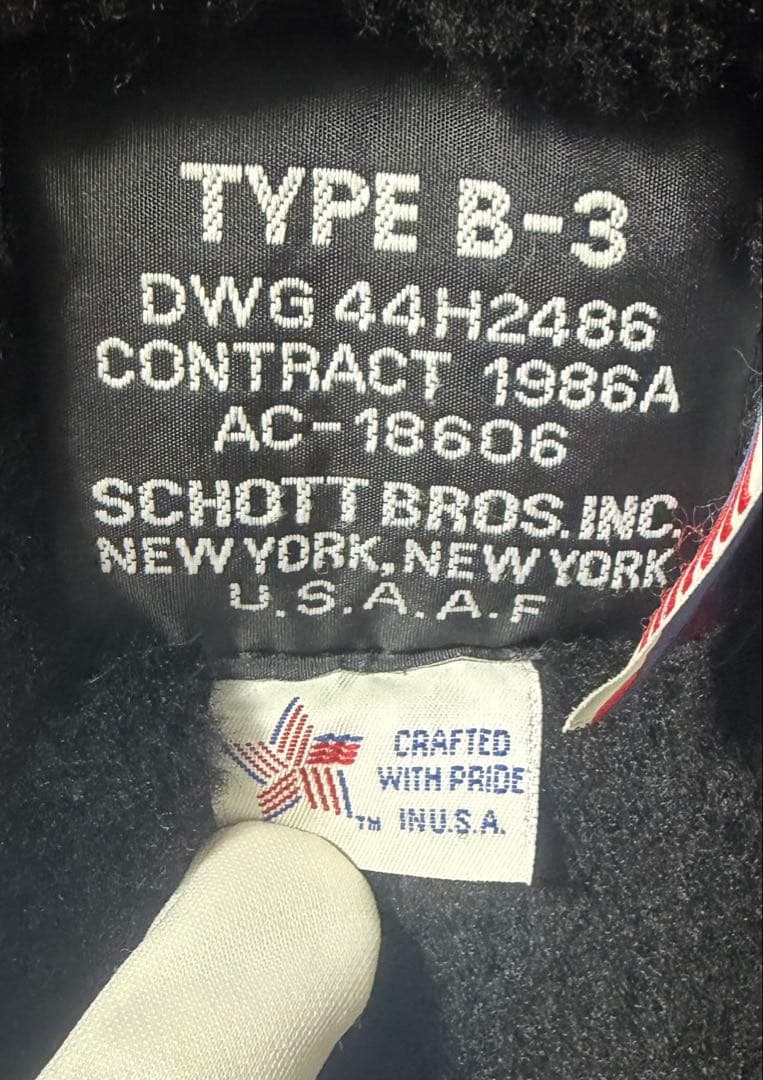 TYPE B-3
DWG 44H2486
CONTRACT 1986A
AC-18606
SCHOTT BROS. INC.
NEW YORK, NEW YORK
U.S.A.A.F
CRAFTED
WITH PRIDE
TM IN U.S.A.